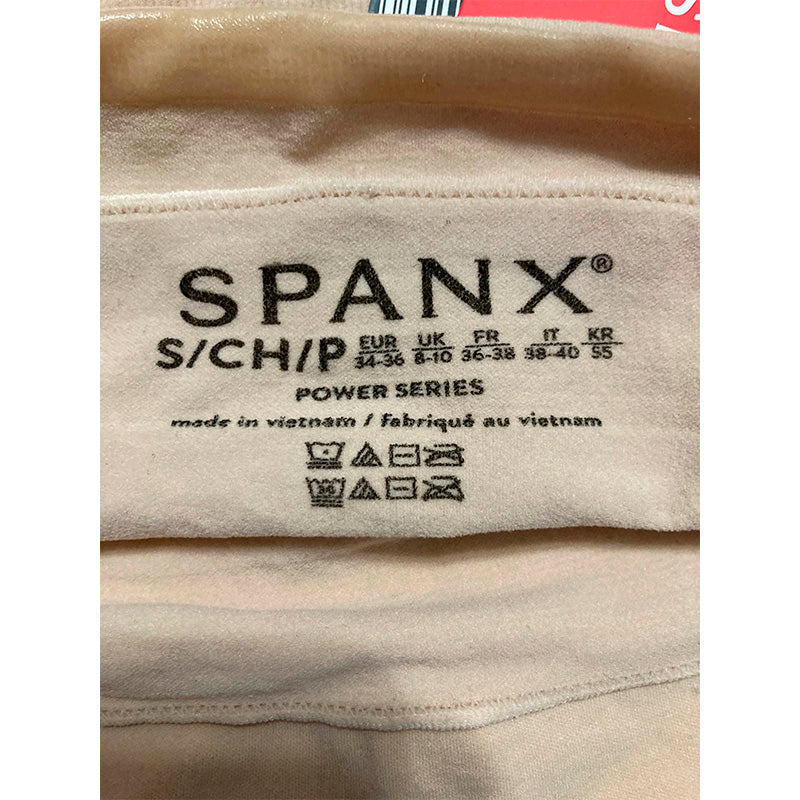 SPANX®
S/CH/P EUR 34-36 UK 8-10 FR 36-38 IT 38-40 KR 55
POWER SERIES
made in vietnam / fabriqué au vietnam